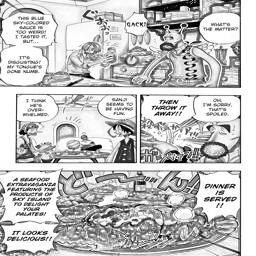 WHAT'S
THE MATTER?
GACK!
THIS BLUE
SKY-COLORED
SAUCE IS
TOO WEIRD!
I TASTED IT,
BUT...
IT'S
DISGUSTING!
MY TONGUE'S
GONE NUMB.
OH,
I'M SORRY,
THAT'S
SPOILED.
THEN
THROW IT
AWAY!!
SANJI
SEEMS TO
BE HAVING
FUN.
I THINK
HE'S
OVER-
WHELMED.
DINNER
IS
SERVED
!!
A SEAFOOD
EXTRAVAGANZA
FEATURING THE
PRODUCTS OF
SKY ISLAND
TO DELIGHT
YOUR
PALATES!
IT LOOKS
DELICIOUS!!